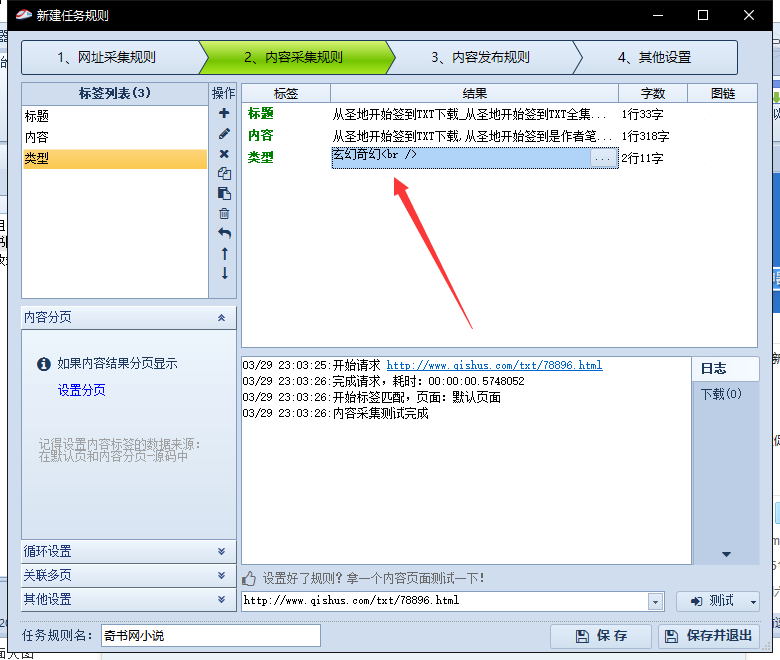 新建任务规则
1、网址采集规则
2、内容采集规则
3、内容发布规则
4、其他设置
标签列表(3)
操作
标题
内容
类型
标签
结果
字数
图链
标题
从圣地开始签到TXT下载_从圣地开始签到TXT全集...
1行33字
内容
从圣地开始签到TXT下载,从圣地开始签到是作者笔...
1行318字
类型
玄幻奇幻<br />
...
2行11字
内容分页
如果内容结果分页显示
设置分页
记得设置内容标签的数据来源:
在默认页和内容分页-源码中
循环设置
关联多页
其他设置
03/29 23:03:25:开始请求 http://www.qishus.com/txt/78896.html
03/29 23:03:26:完成请求，耗时: 00:00:00.5748052
03/29 23:03:26:开始标签匹配，页面: 默认页面
03/29 23:03:26:内容采集测试完成
日志
下载(0)
设置好了规则？拿一个内容页面测试一下！
http://www.qishus.com/txt/78896.html
测试
任务规则名:
奇书网小说
保 存
保存并退出